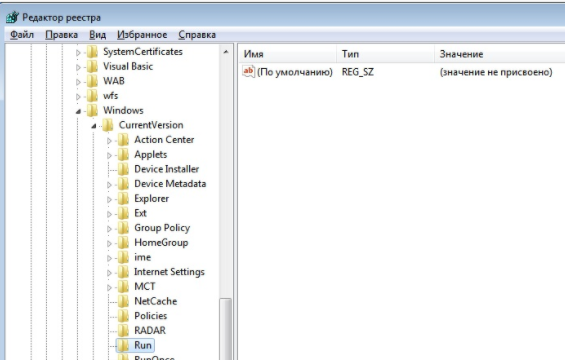 Редактор реестра
Файл Правка Вид Избранное Справка
SystemCertificates
Visual Basic
WAB
wfs
Windows
CurrentVersion
Action Center
Applets
Device Installer
Device Metadata
Explorer
Ext
Group Policy
HomeGroup
ime
Internet Settings
MCT
NetCache
Policies
RADAR
Run
RunOnce
Имя Тип Значение
ab (По умолчанию) REG_SZ (значение не присвоено)